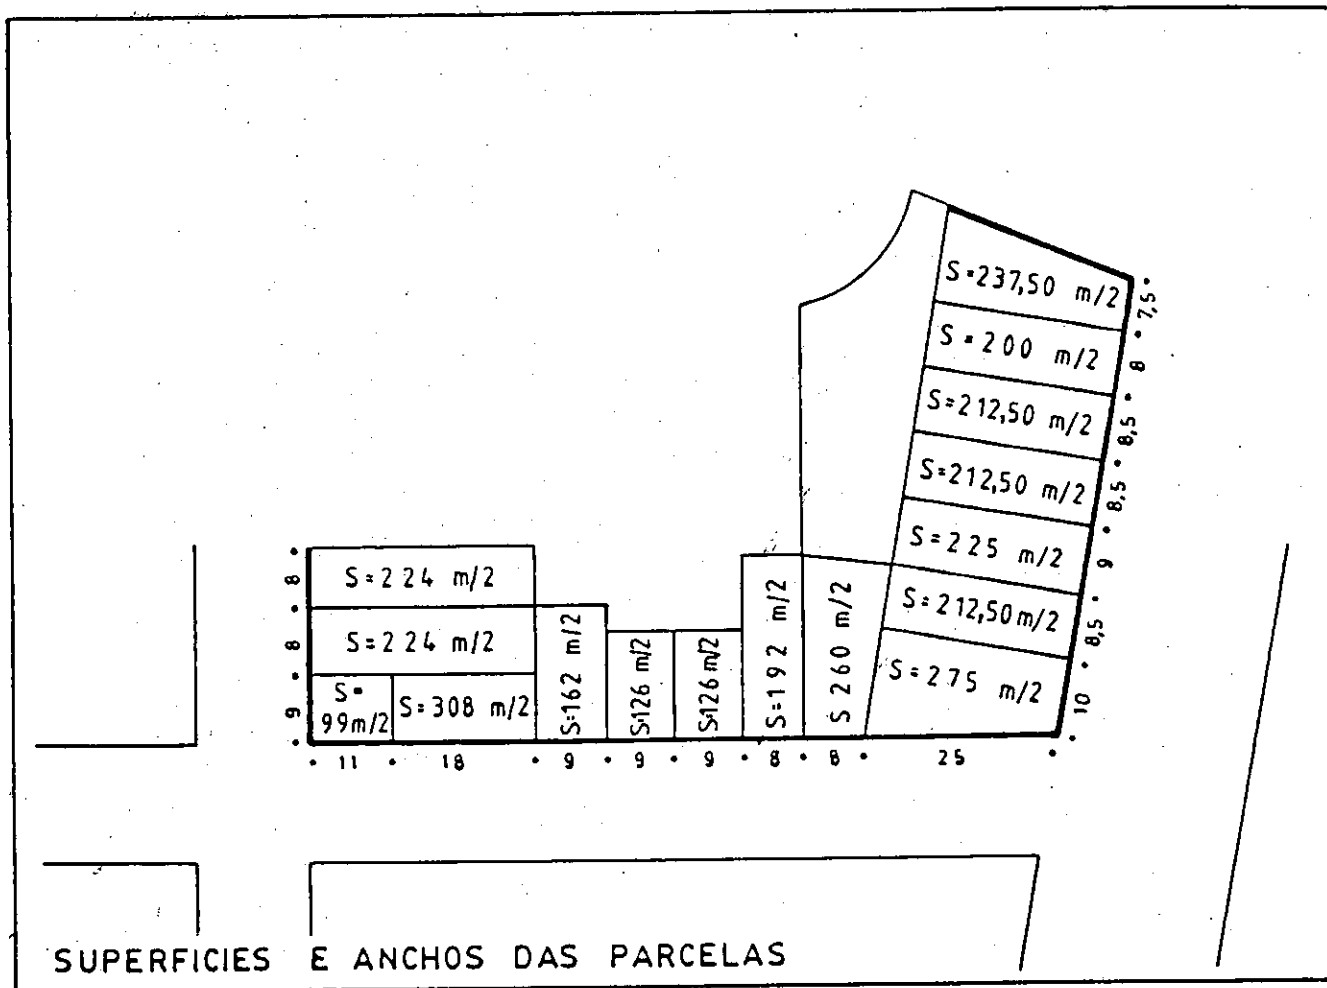 S=237,50 m/2
7,5
S=200 m/2
8
S=212,50 m/2
8,5
S=212,50 m/2
8,5
S=225 m/2
9
S=212,50 m/2
8,5
S=275 m/2
10
8
S=224 m/2
8
S=224 m/2
9
S=
99m/2
S=308 m/2
S=162 m/2
S=126 m/2
S=126 m/2
S=192 m/2
S 260 m/2
11 18 9 9 9 8 8 25
SUPERFICIES E ANCHOS DAS PARCELAS